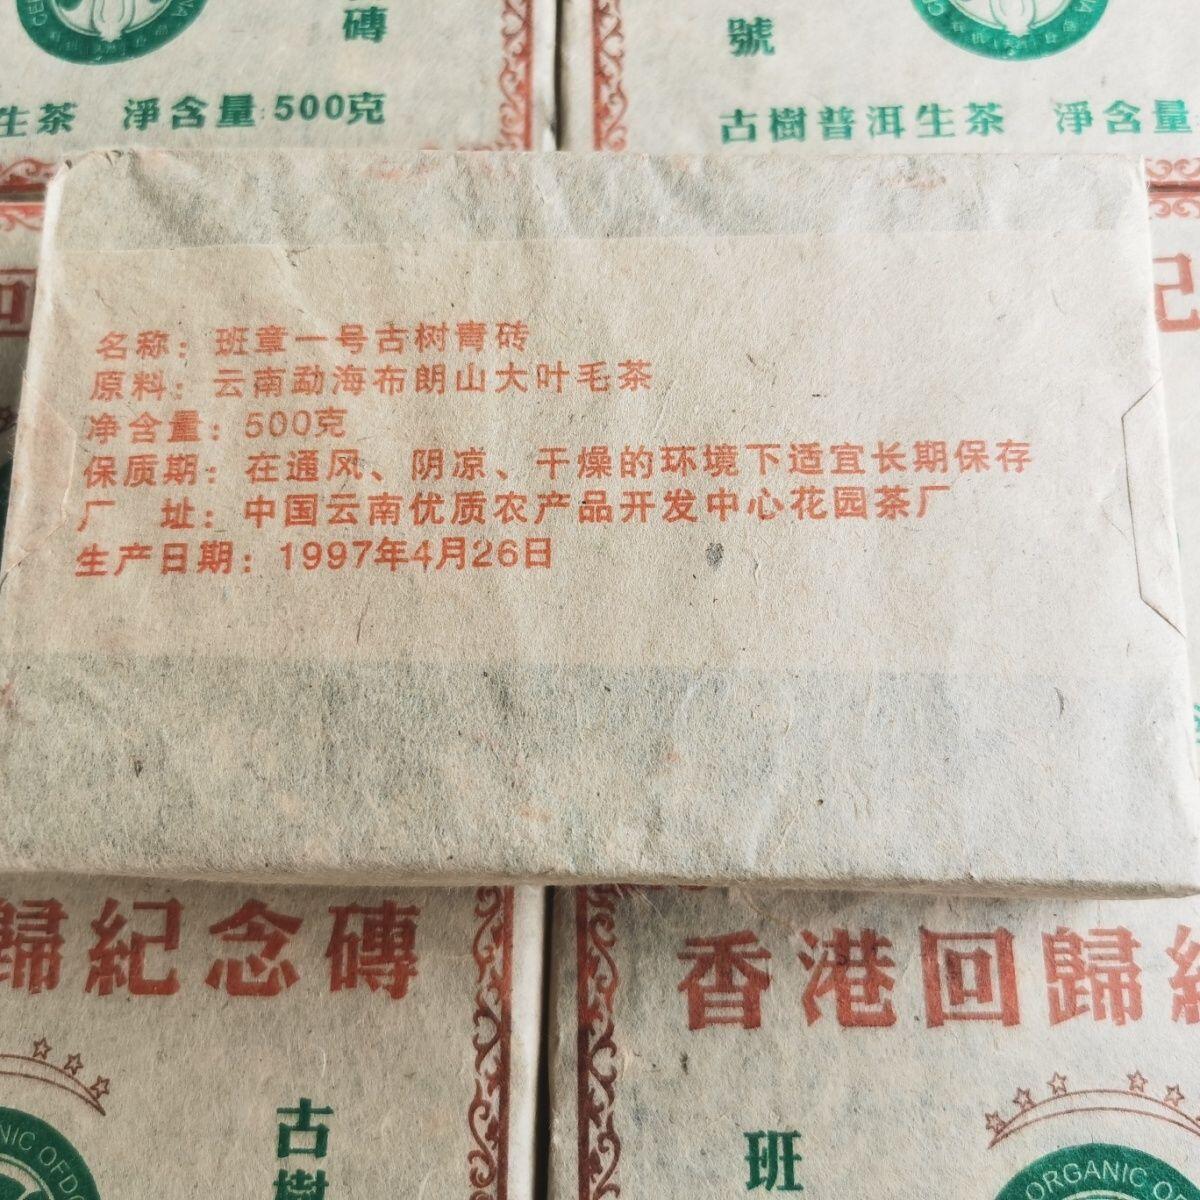 磚
號
生茶 淨含量:500克
古樹普洱生茶 淨含量
名称：班章一号古树青砖
原料：云南勐海布朗山大叶毛茶
净含量：500克
保质期：在通风、阴凉、干燥的环境下适宜长期保存
厂 址：中国云南优质农产品开发中心花园茶厂
生产日期：1997年4月26日
歸紀念磚
香港回歸紀
古樹
班
NIC OFDO
ORGANIC O